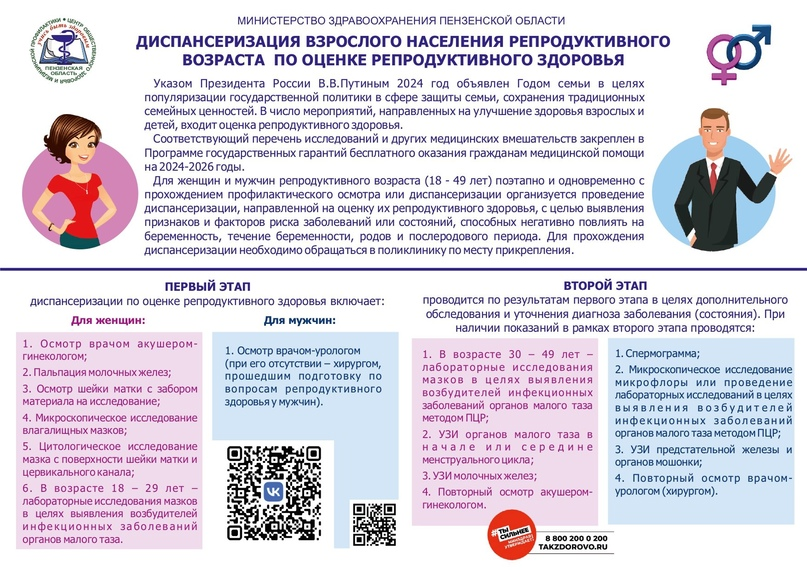 МИНИСТЕРСТВО ЗДРАВООХРАНЕНИЯ ПЕНЗЕНСКОЙ ОБЛАСТИ
ДИСПАНСЕРИЗАЦИЯ ВЗРОСЛОГО НАСЕЛЕНИЯ РЕПРОДУКТИВНОГО
ВОЗРАСТА ПО ОЦЕНКЕ РЕПРОДУКТИВНОГО ЗДОРОВЬЯ
ПЕНЗЕНСКАЯ
ОБЛАСТЬ
Указом Президента России В.В.Путиным 2024 год объявлен Годом семьи в целях
популяризации государственной политики в сфере защиты семьи, сохранения традиционных
семейных ценностей. В число мероприятий, направленных на улучшение здоровья взрослых и
детей, входит оценка репродуктивного здоровья.
Соответствующий перечень исследований и других медицинских вмешательств закреплен в
Программе государственных гарантий бесплатного оказания гражданам медицинской помощи
на 2024-2026 годы.
Для женщин и мужчин репродуктивного возраста (18 - 49 лет) поэтапно и одновременно с
прохождением профилактического осмотра или диспансеризации организуется проведение
диспансеризации, направленной на оценку их репродуктивного здоровья, с целью выявления
признаков и факторов риска заболеваний или состояний, способных негативно повлиять на
беременность, течение беременности, родов и послеродового периода. Для прохождения
диспансеризации необходимо обращаться в поликлинику по месту прикрепления.
ПЕРВЫЙ ЭТАП
диспансеризации по оценке репродуктивного здоровья включает:
Для женщин:
1. Осмотр врачом акушером-
гинекологом;
2. Пальпация молочных желез;
3. Осмотр шейки матки с забором
материала на исследование;
4. Микроскопическое исследование
влагалищных мазков;
5. Цитологическое исследование
мазка с поверхности шейки матки и
цервикального канала;
6. В возрасте 18 – 29 лет –
лабораторные исследования мазков
в целях выявления возбудителей
инфекционных заболеваний
органов малого таза.
Для мужчин:
1. Осмотр врачом-урологом
(при его отсутствии – хирургом,
прошедшим подготовку по
вопросам репродуктивного
здоровья у мужчин).
ВТОРОЙ ЭТАП
проводится по результатам первого этапа в целях дополнительного
обследования и уточнения диагноза заболевания (состояния). При
наличии показаний в рамках второго этапа проводятся:
1. В возрасте 30 – 49 лет –
лабораторные исследования
мазков в целях выявления
возбудителей инфекционных
заболеваний органов малого таза
методом ПЦР;
2. УЗИ органов малого таза в
начале или середине
менструального цикла;
3. УЗИ молочных желез;
4. Повторный осмотр акушером-
гинекологом.
1. Спермограмма;
2. Микроскопическое исследование
микрофлоры или проведение
лабораторных исследований в целях
выявления возбудителей
инфекционных заболеваний
органов малого таза методом ПЦР;
3. УЗИ предстательной железы и
органов мошонки;
4. Повторный осмотр врачом-
урологом (хирургом).
#ТЫ
СИЛЬНЕЕ
МИНЗДРАВ
УТВЕРЖДАЕТ!
8 800 200 0 200
TAKZDOROVO.RU